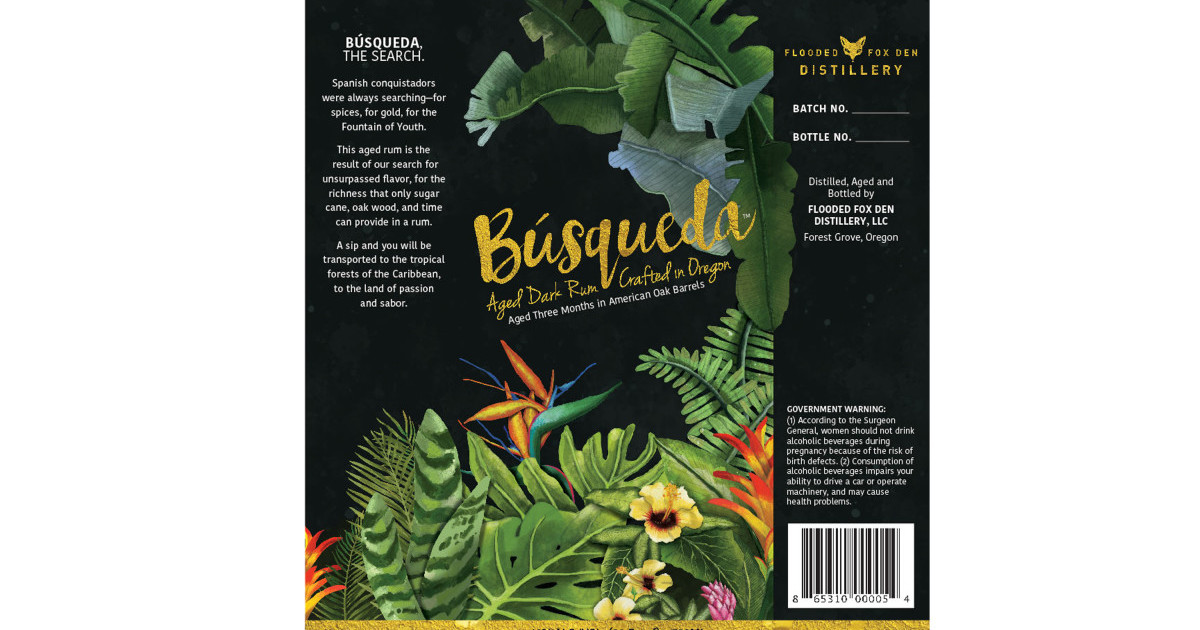 BÚSQUEDA,
THE SEARCH.
Spanish conquistadors
were always searching—for
spices, for gold, for the
Fountain of Youth.
This aged rum is the
result of our search for
unsurpassed flavor, for the
richness that only sugar
cane, oak wood, and time
can provide in a rum.
A sip and you will be
transported to the tropical
forests of the Caribbean,
to the land of passion
and sabor.
Búsqueda™
Aged Dark Rum Crafted in Oregon
Aged Three Months in American Oak Barrels
FLOODED FOX DEN
DISTILLERY
BATCH NO. __________
BOTTLE NO. __________
Distilled, Aged and
Bottled by
FLOODED FOX DEN
DISTILLERY, LLC
Forest Grove, Oregon
GOVERNMENT WARNING:
(1) According to the Surgeon
General, women should not drink
alcoholic beverages during
pregnancy because of the risk of
birth defects. (2) Consumption of
alcoholic beverages impairs your
ability to drive a car or operate
machinery, and may cause
health problems.
8 65310 00005 4